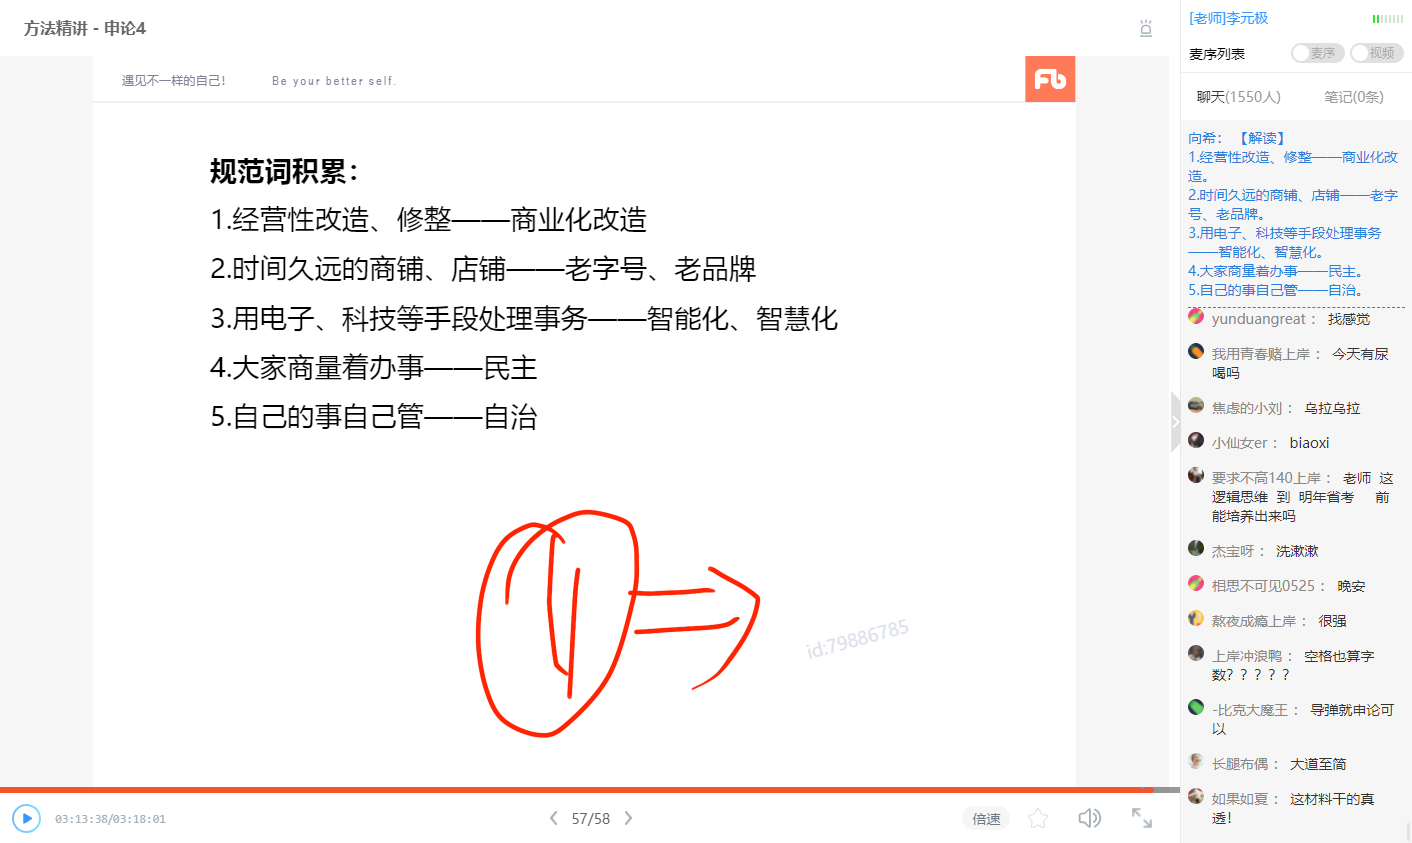 方法精讲 - 申论4
遇见不一样的自己! Be your better self.
Fb
规范词积累：
1.经营性改造、修整——商业化改造
2.时间久远的商铺、店铺——老字号、老品牌
3.用电子、科技等手段处理事务——智能化、智慧化
4.大家商量着办事——民主
5.自己的事自己管——自治
id:79886785
03:13:38/03:18:01
57/58
倍速
[老师]李元极
麦序列表 麦序 视频
聊天(1550人) 笔记(0条)
向希： 【解读】
1.经营性改造、修整——商业化改
造。
2.时间久远的商铺、店铺——老字
号、老品牌。
3.用电子、科技等手段处理事务
——智能化、智慧化。
4.大家商量着办事——民主。
5.自己的事自己管——自治。
yunduangreat： 找感觉
我用青春赌上岸： 今天有尿
喝吗
焦虑的小刘： 乌拉乌拉
小仙女er： biaoxi
要求不高140上岸： 老师 这
逻辑思维 到 明年省考 前
能培养出来吗
杰宝呀： 洗漱漱
相思不可见0525： 晚安
熬夜成瘾上岸： 很强
上岸冲浪鸭： 空格也算字
数？？？？？
-比克大魔王： 导弹就申论可
以
长腿布偶： 大道至简
如果如夏： 这材料干的真
透！